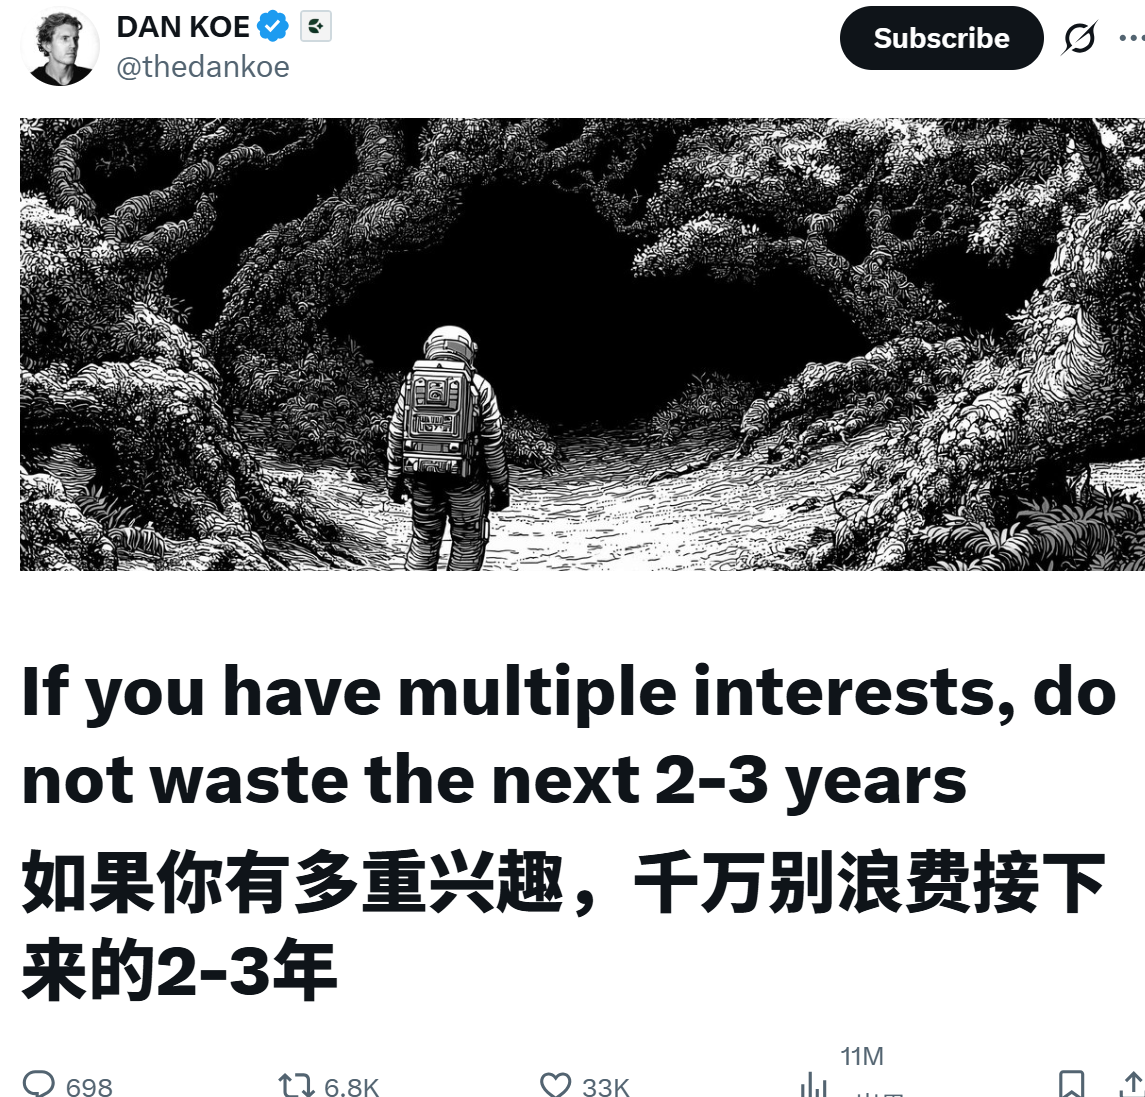 DAN KOE
@thedankoe
Subscribe
If you have multiple interests, do
not waste the next 2-3 years
如果你有多重兴趣，千万别浪费接下
来的2-3年
698
6.8K
33K
11M